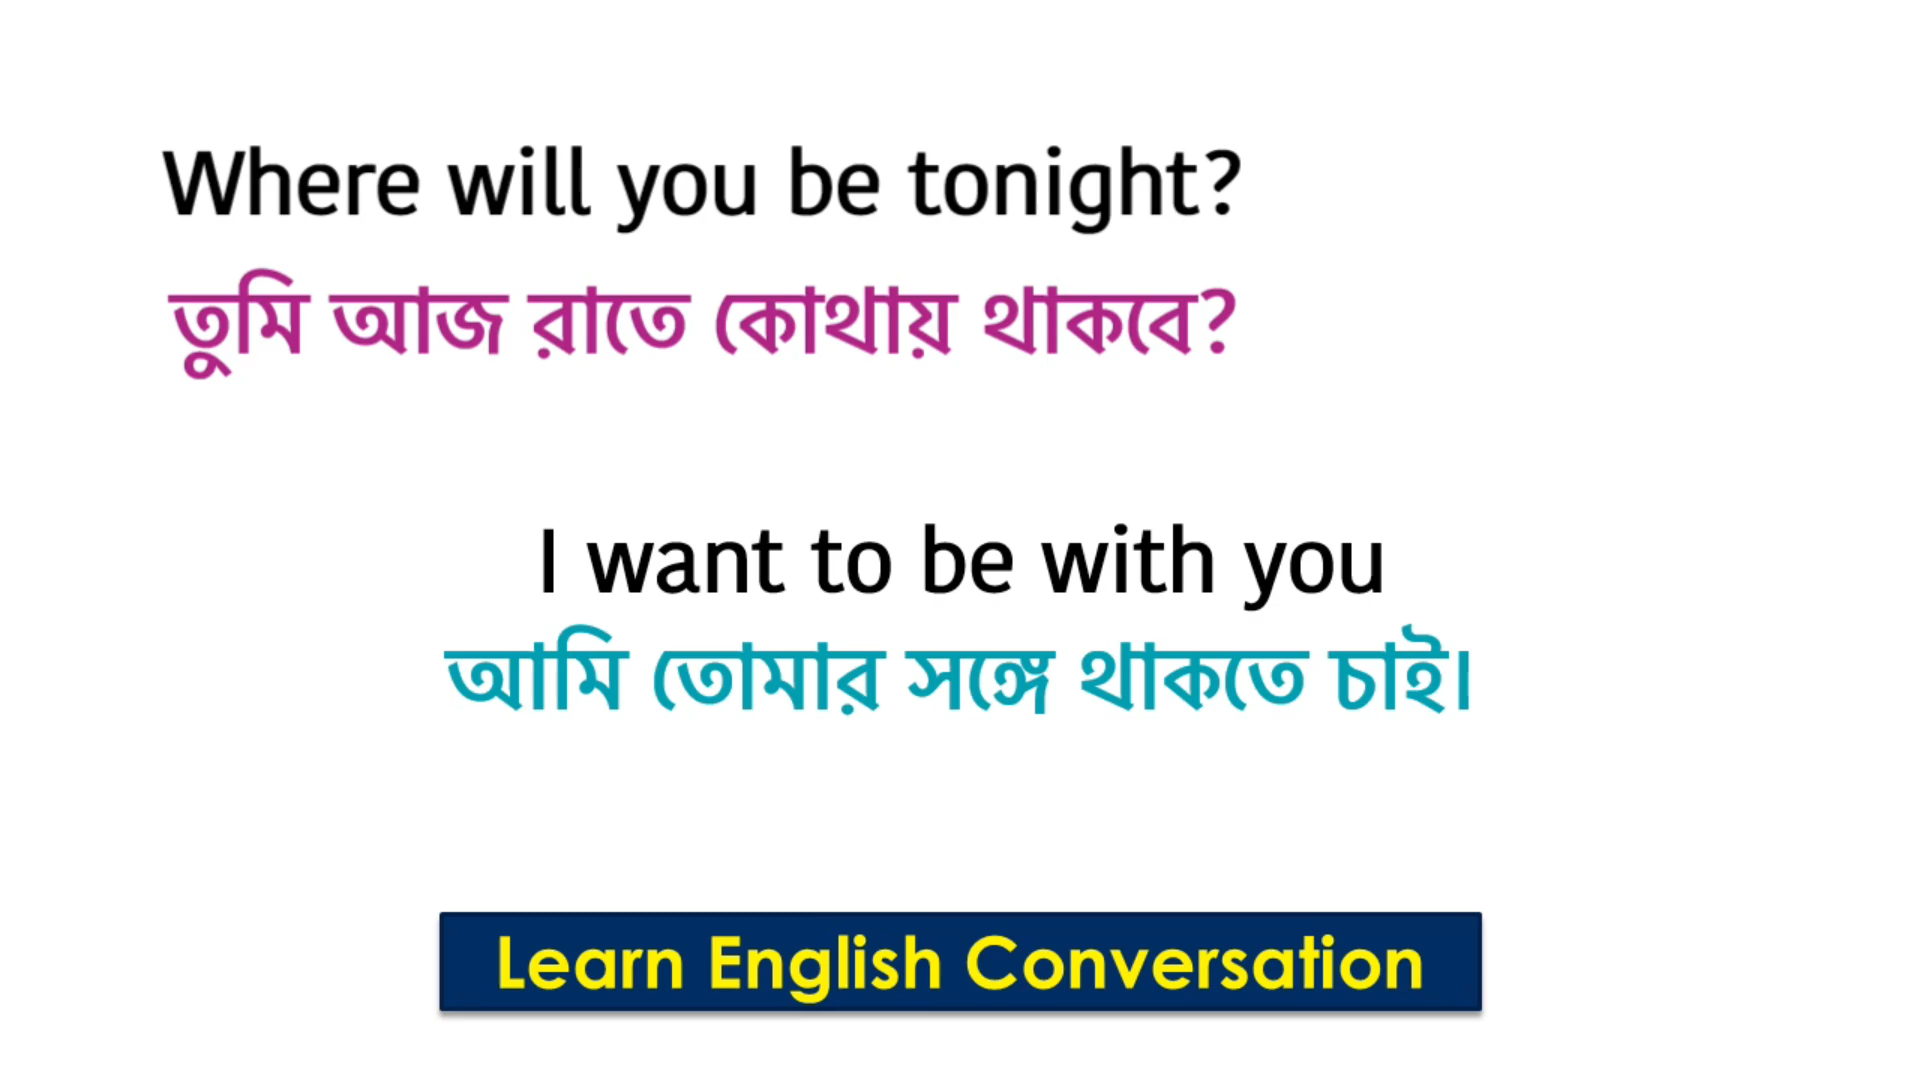 Where will you be tonight?
তুমি আজ রাতে কোথায় থাকবে?
I want to be with you
আমি তোমার সঙ্গে থাকতে চাই।
Learn English Conversation